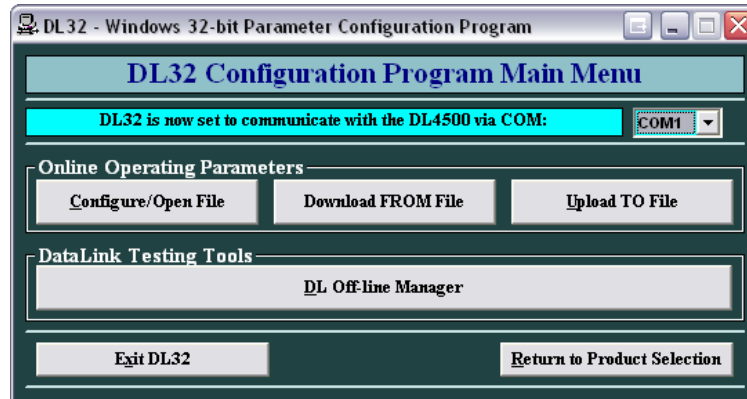 DL32 - Windows 32-bit Parameter Configuration Program
DL32 Configuration Program Main Menu
DL32 is now set to communicate with the DL4500 via COM: COM1
Online Operating Parameters
Configure/Open File Download FROM File Upload TO File
DataLink Testing Tools
DL Off-line Manager
Exit DL32 Return to Product Selection